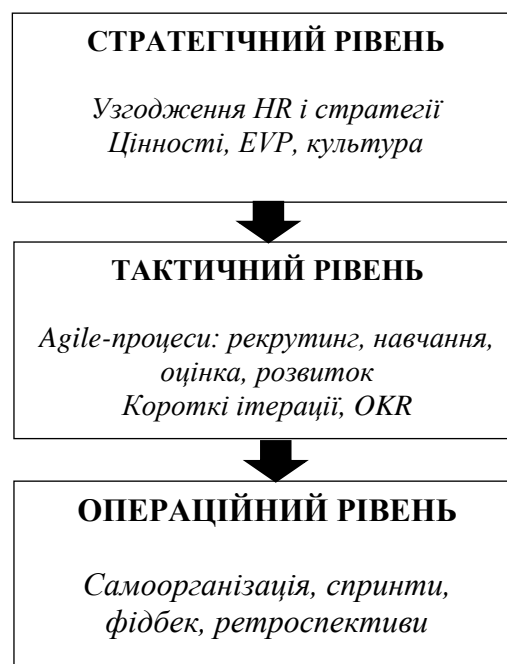 СТРАТЕГІЧНИЙ РІВЕНЬ
Узгодження HR і стратегії
Цінності, EVP, культура
ТАКТИЧНИЙ РІВЕНЬ
Agile-процеси: рекрутинг, навчання,
оцінка, розвиток
Короткі ітерації, OKR
ОПЕРАЦІЙНИЙ РІВЕНЬ
Самоорганізація, спринти,
фідбек, ретроспективи